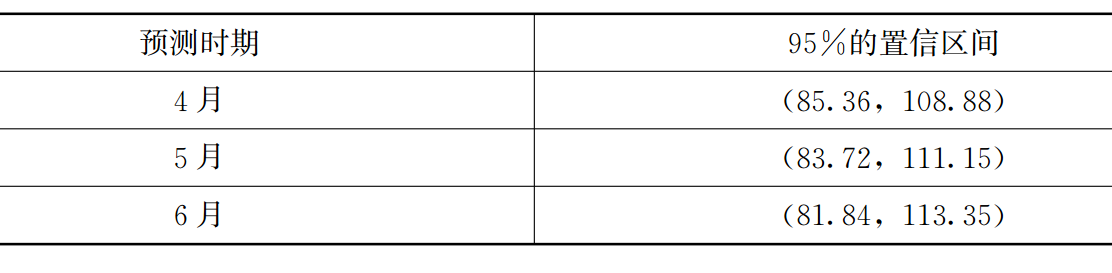 预测时期 95%的置信区间
4月 (85.36，108.88)
5月 (83.72，111.15)
6月 (81.84，113.35)